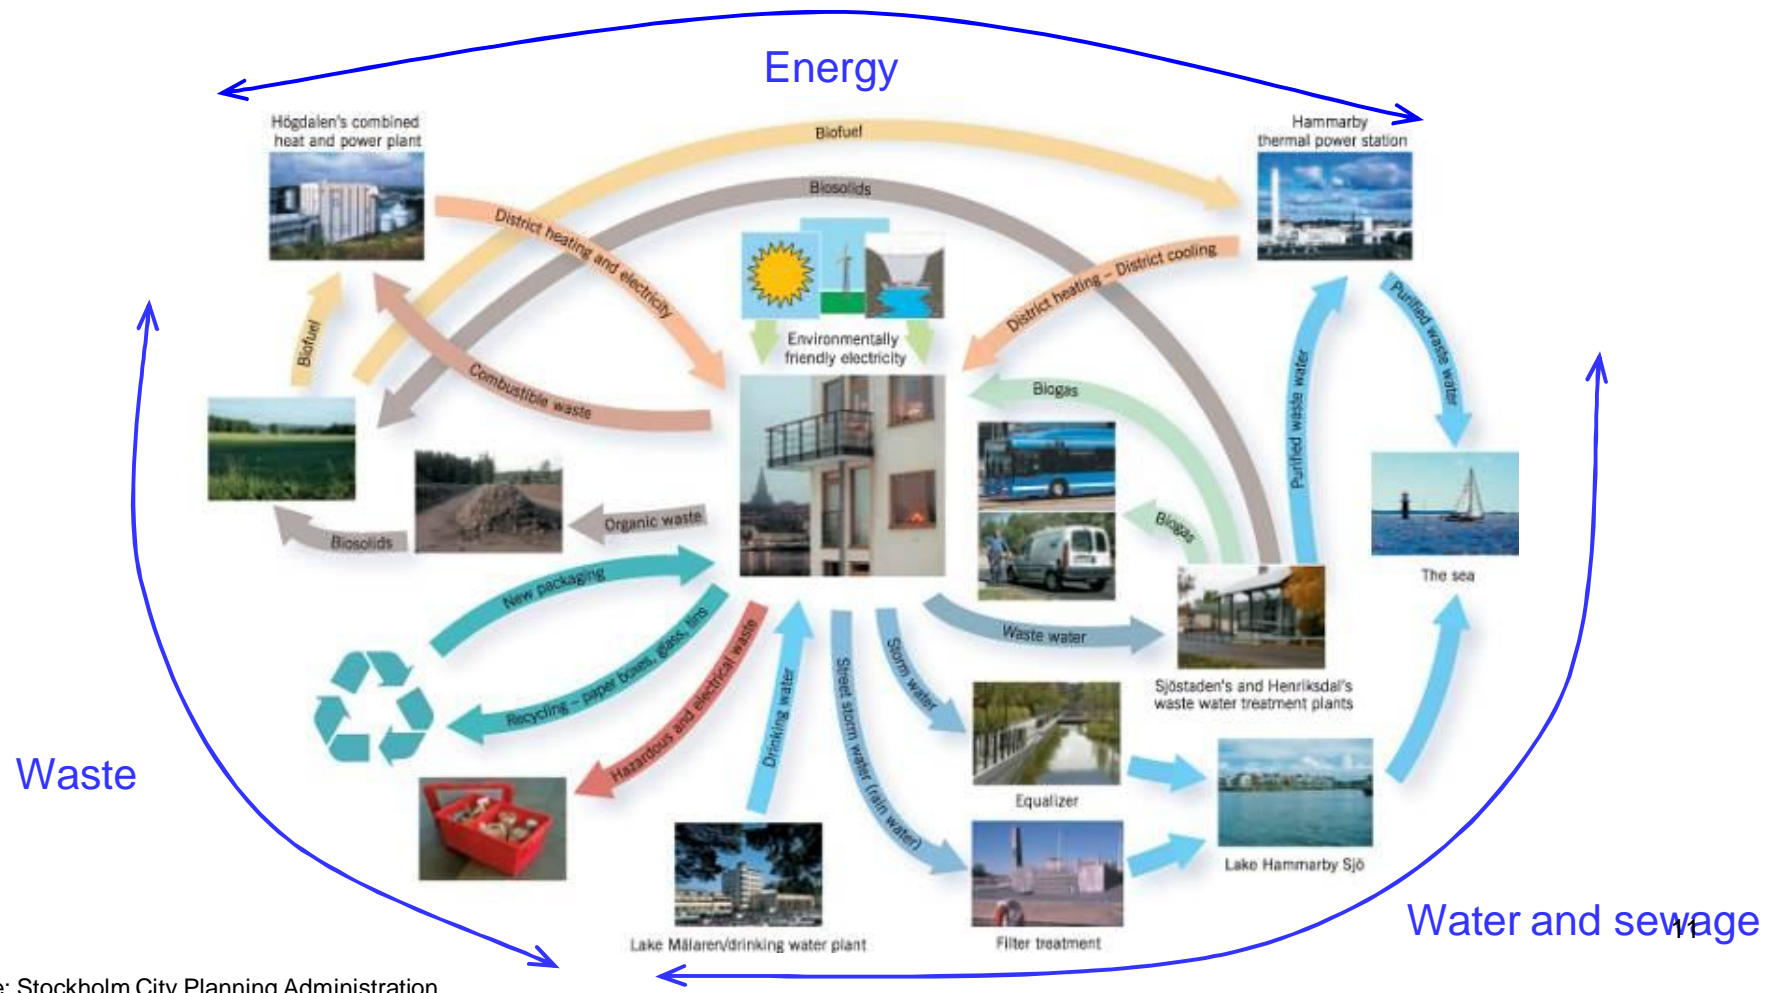 Energy
Högdalen's combined
heat and power plant
Hammarby
thermal power station
Biofuel
Biosolids
District heating and electricity
District heating – District cooling
Purified waste water
Environmentally
friendly electricity
Biofuel
Combustible waste
Biogas
Purified waste water
Organic waste
Biosolids
Biogas
The sea
New packaging
Recycling – paper boxes, glass, tins
Hazardous and electrical waste
Drinking water
Street storm water (rain water)
Storm water
Waste water
Sjöstaden's and Henriksdal's
waste water treatment plants
Waste
Equalizer
Lake Hammarby Sjö
Lake Mälaren/drinking water plant
Filter treatment
Water and sewage
11
: Stockholm City Planning Administration